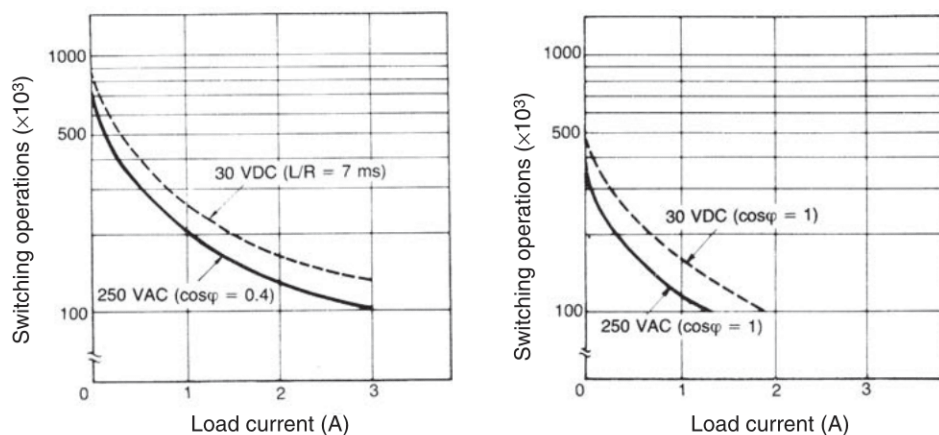 Switching operations (×10³)
1000
500
100
30 VDC (L/R = 7 ms)
250 VAC (cosφ = 0.4)
0 1 2 3
Load current (A)
Switching operations (×10³)
1000
500
100
30 VDC (cosφ = 1)
250 VAC (cosφ = 1)
0 1 2 3
Load current (A)